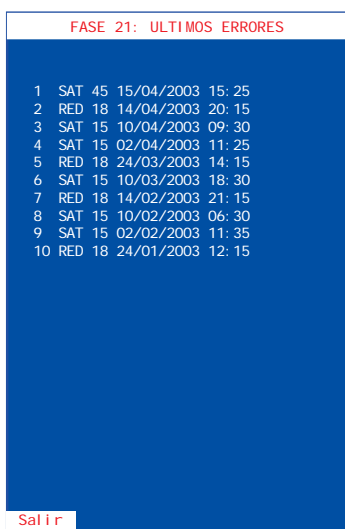 FASE 21: ULTIMOS ERRORES
1 SAT 45 15/04/2003 15:25
2 RED 18 14/04/2003 20:15
3 SAT 15 10/04/2003 09:30
4 SAT 15 02/04/2003 11:25
5 RED 18 24/03/2003 14:15
6 SAT 15 10/03/2003 18:30
7 RED 18 14/02/2003 21:15
8 SAT 15 10/02/2003 06:30
9 SAT 15 02/02/2003 11:35
10 RED 18 24/01/2003 12:15
Salir